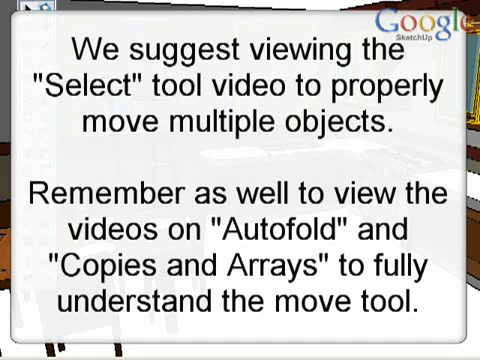 Google
SketchUp
We suggest viewing the
"Select" tool video to properly
move multiple objects.
Remember as well to view the
videos on "Autofold" and
"Copies and Arrays" to fully
understand the move tool.